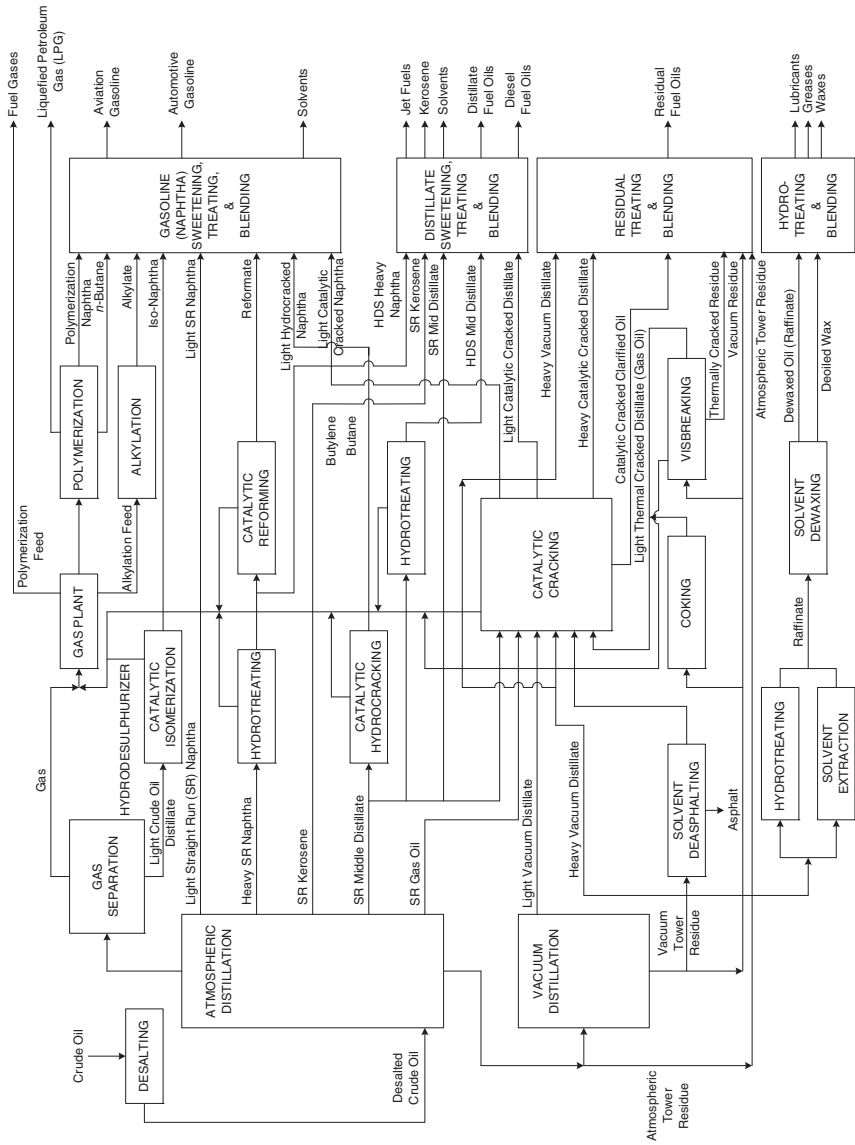 Crude Oil
DESALTING
Desalted
Crude Oil
ATMOSPHERIC
DISTILLATION
Atmospheric
Tower
Residue
VACUUM
DISTILLATION
Vacuum
Tower
Residue
GAS
SEPARATION
Gas
Light Crude Oil
Distillate
HYDRODESULPHURIZER
Light Straight Run (SR) Naphtha
Heavy SR Naphtha
SR Kerosene
SR Middle Distillate
SR Gas Oil
Light Vacuum Distillate
Heavy Vacuum Distillate
SOLVENT
DEASPHALTING
Asphalt
HYDROTREATING
SOLVENT
EXTRACTION
GAS PLANT
CATALYTIC
ISOMERIZATION
HYDROTREATING
CATALYTIC
HYDROCRACKING
CATALYTIC
CRACKING
COKING
Raffinate
Polymerization
Feed
Alkylation Feed
POLYMERIZATION
ALKYLATION
CATALYTIC
REFORMING
Butylene
Butane
HYDROTREATING
VISBREAKING
SOLVENT
DEWAXING
Polymerization
Naphtha
n-Butane
Alkylate
Iso-Naphtha
Light SR Naphtha
Reformate
Light Hydrocracked
Naphtha
Light Catalytic
Cracked Naphtha
HDS Heavy
Naphtha
SR Kerosene
SR Mid Distillate
HDS Mid Distillate
Light Catalytic Cracked Distillate
Heavy Vacuum Distillate
Heavy Catalytic Cracked Distillate
Catalytic Cracked Clarified Oil
Light Thermal Cracked Distillate (Gas Oil)
Thermally Cracked Residue
Vacuum Residue
Atmospheric Tower Residue
Dewaxed Oil (Raffinate)
Deoiled Wax
GASOLINE
(NAPHTHA)
SWEETENING,
TREATING,
&
BLENDING
DISTILLATE
SWEETENING,
TREATING
&
BLENDING
RESIDUAL
TREATING
&
BLENDING
HYDRO-
TREATING
&
BLENDING
Fuel Gases
Liquefied Petroleum
Gas (LPG)
Aviation
Gasoline
Automotive
Gasoline
Solvents
Jet Fuels
Kerosene
Solvents
Distillate
Fuel Oils
Diesel
Fuel Oils
Residual
Fuel Oils
Lubricants
Greases
Waxes